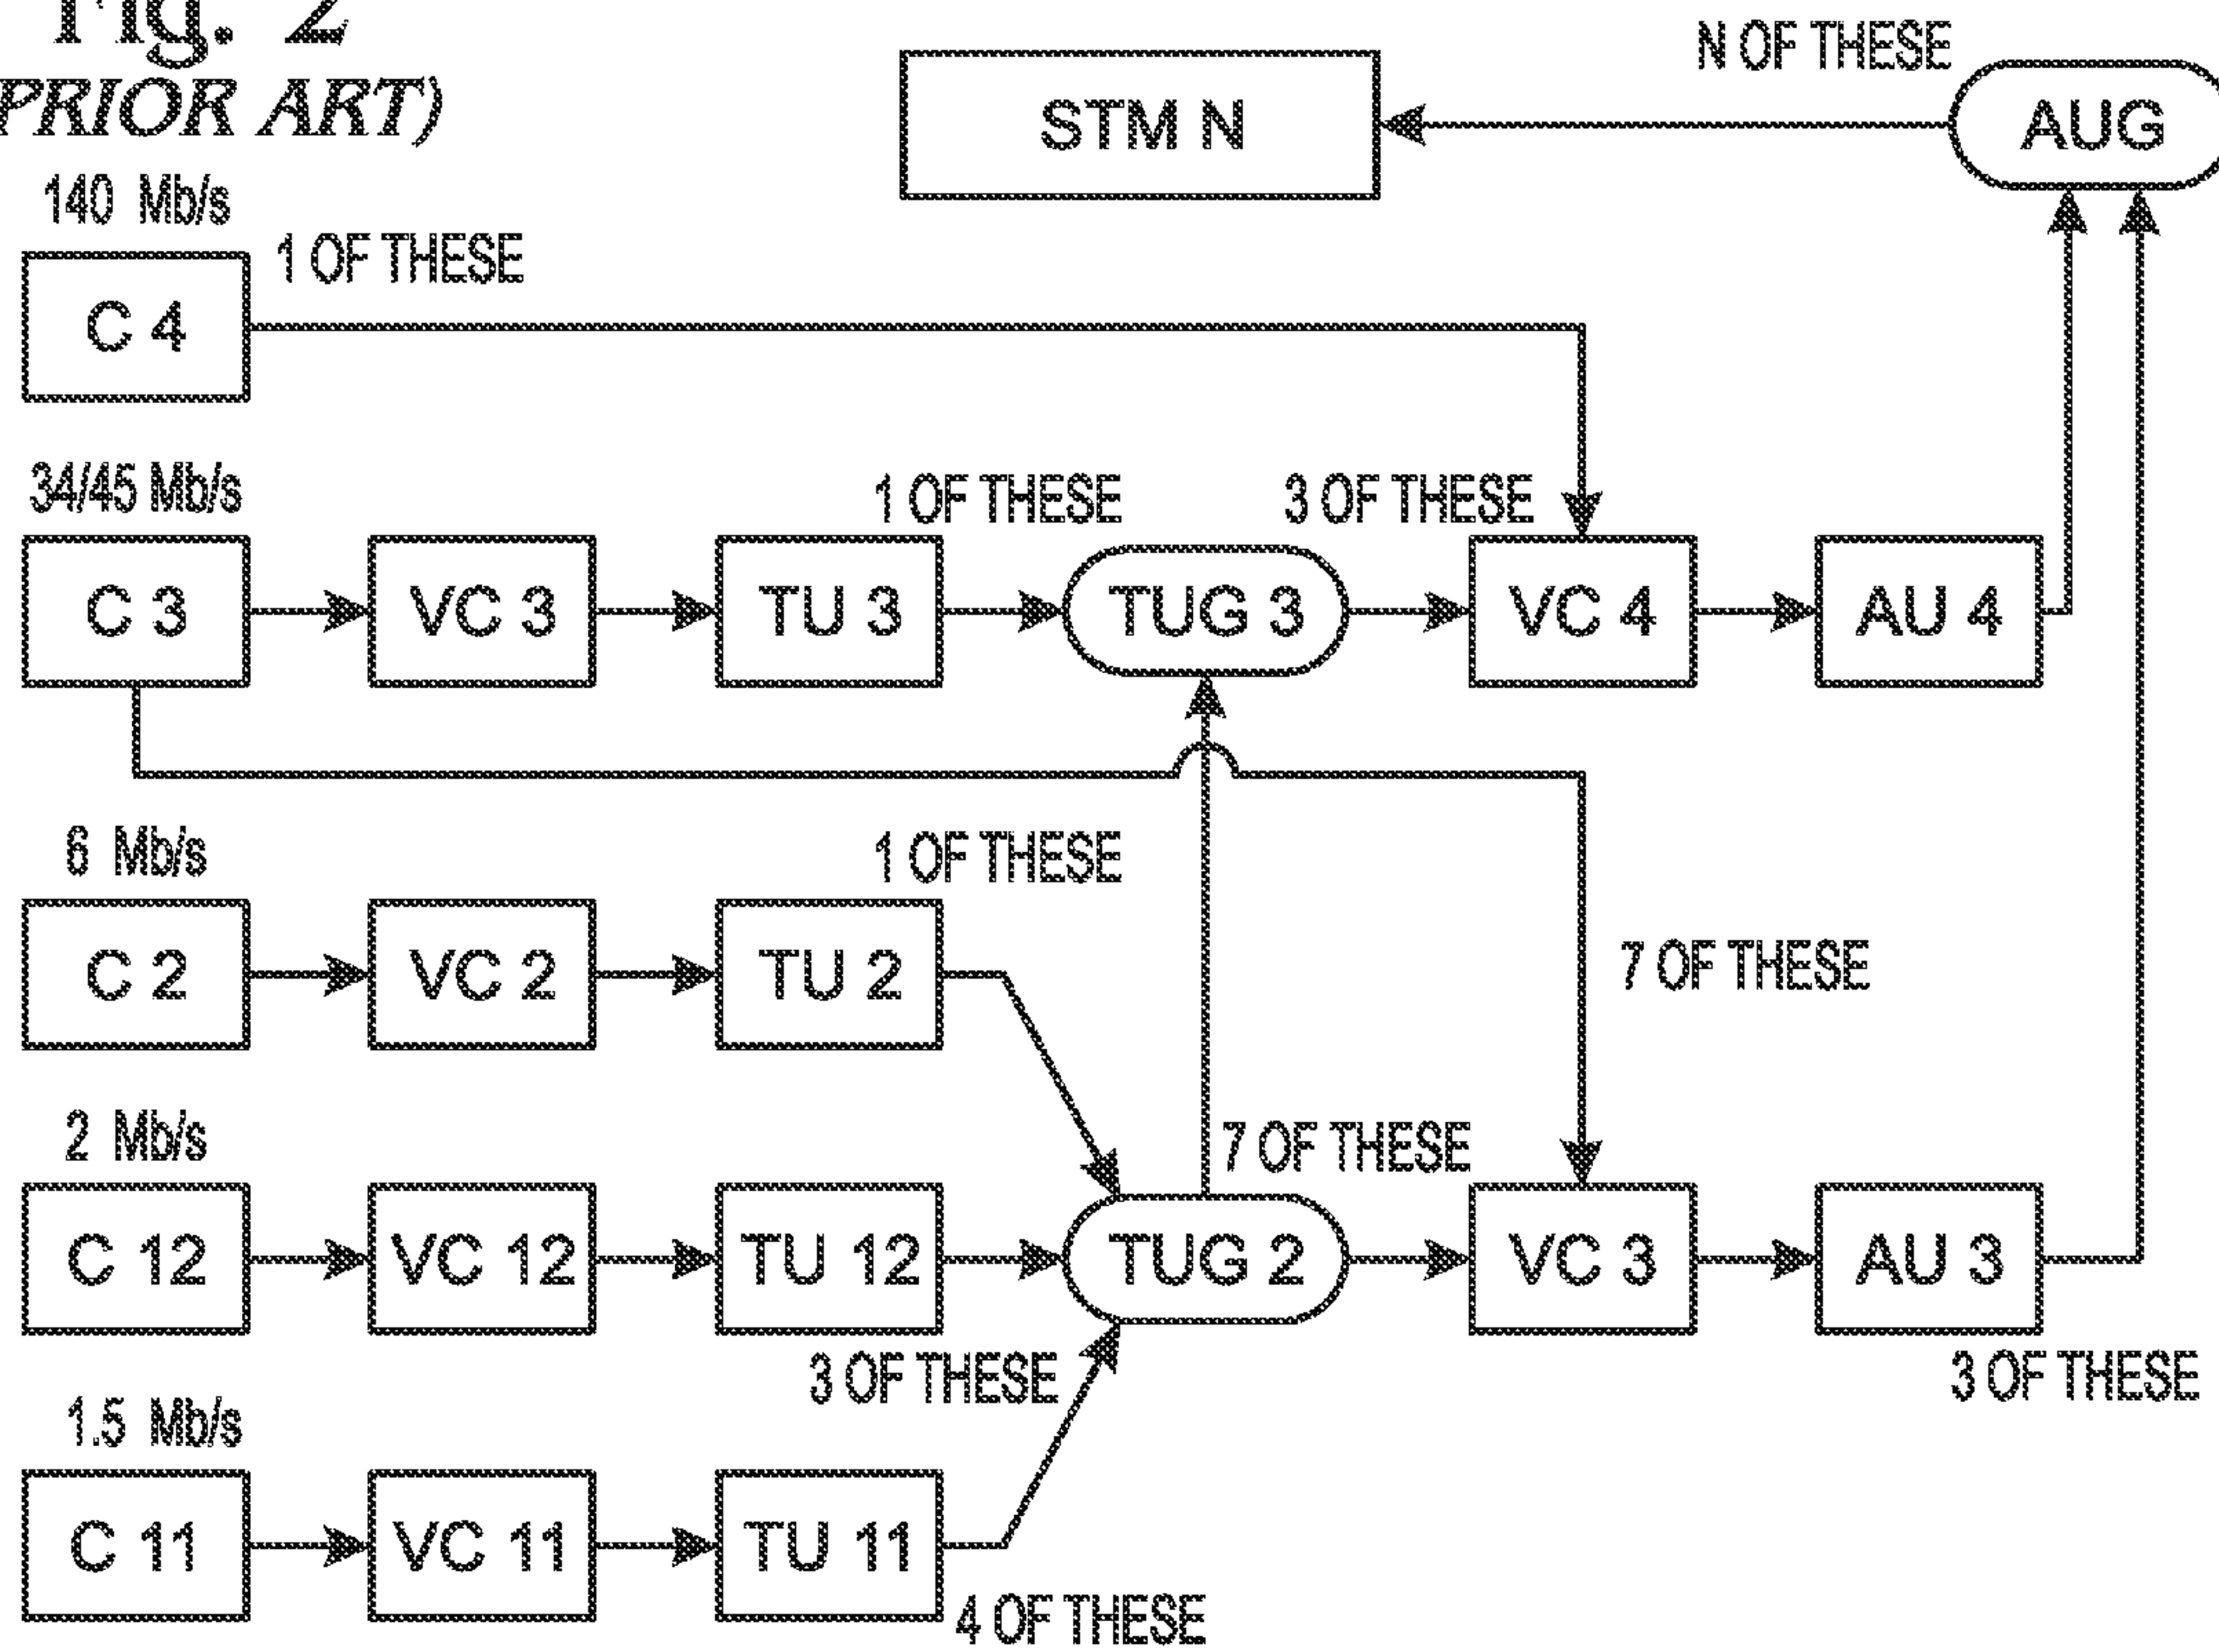 Fig. 2
PRIOR ART)
N OF THESE
STM N
AUG
140 Mb/s
1 OF THESE
C 4
34/45 Mb/s
1 OF THESE
3 OF THESE
C 3
VC 3
TU 3
TUG 3
VC 4
AU 4
6 Mb/s
1 OF THESE
C 2
VC 2
TU 2
7 OF THESE
2 Mb/s
7 OF THESE
C 12
VC 12
TU 12
TUG 2
VC 3
AU 3
3 OF THESE
3 OF THESE
1.5 Mb/s
C 11
VC 11
TU 11
4 OF THESE